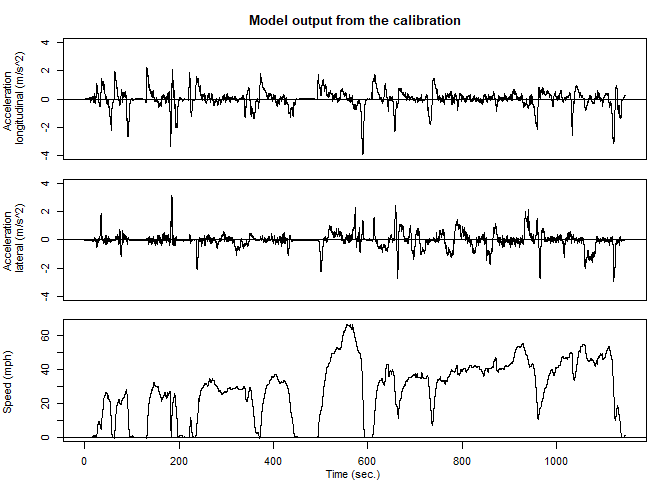 Model output from the calibration
Acceleration
longitudinal (m/s^2)
4
2
0
-2
-4
Acceleration
lateral (m/s^2)
4
2
0
-2
-4
Speed (mph)
60
40
20
0
0 200 400 600 800 1000
Time (sec.)